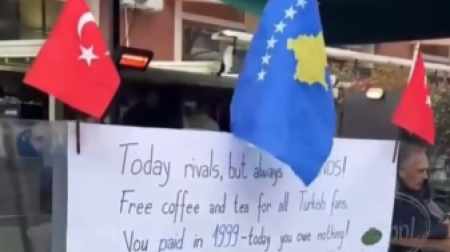 Today rivals, but always NDS!
Free coffee and tea for all Turkish fans.
You paid in 1999-today you owe nothing!